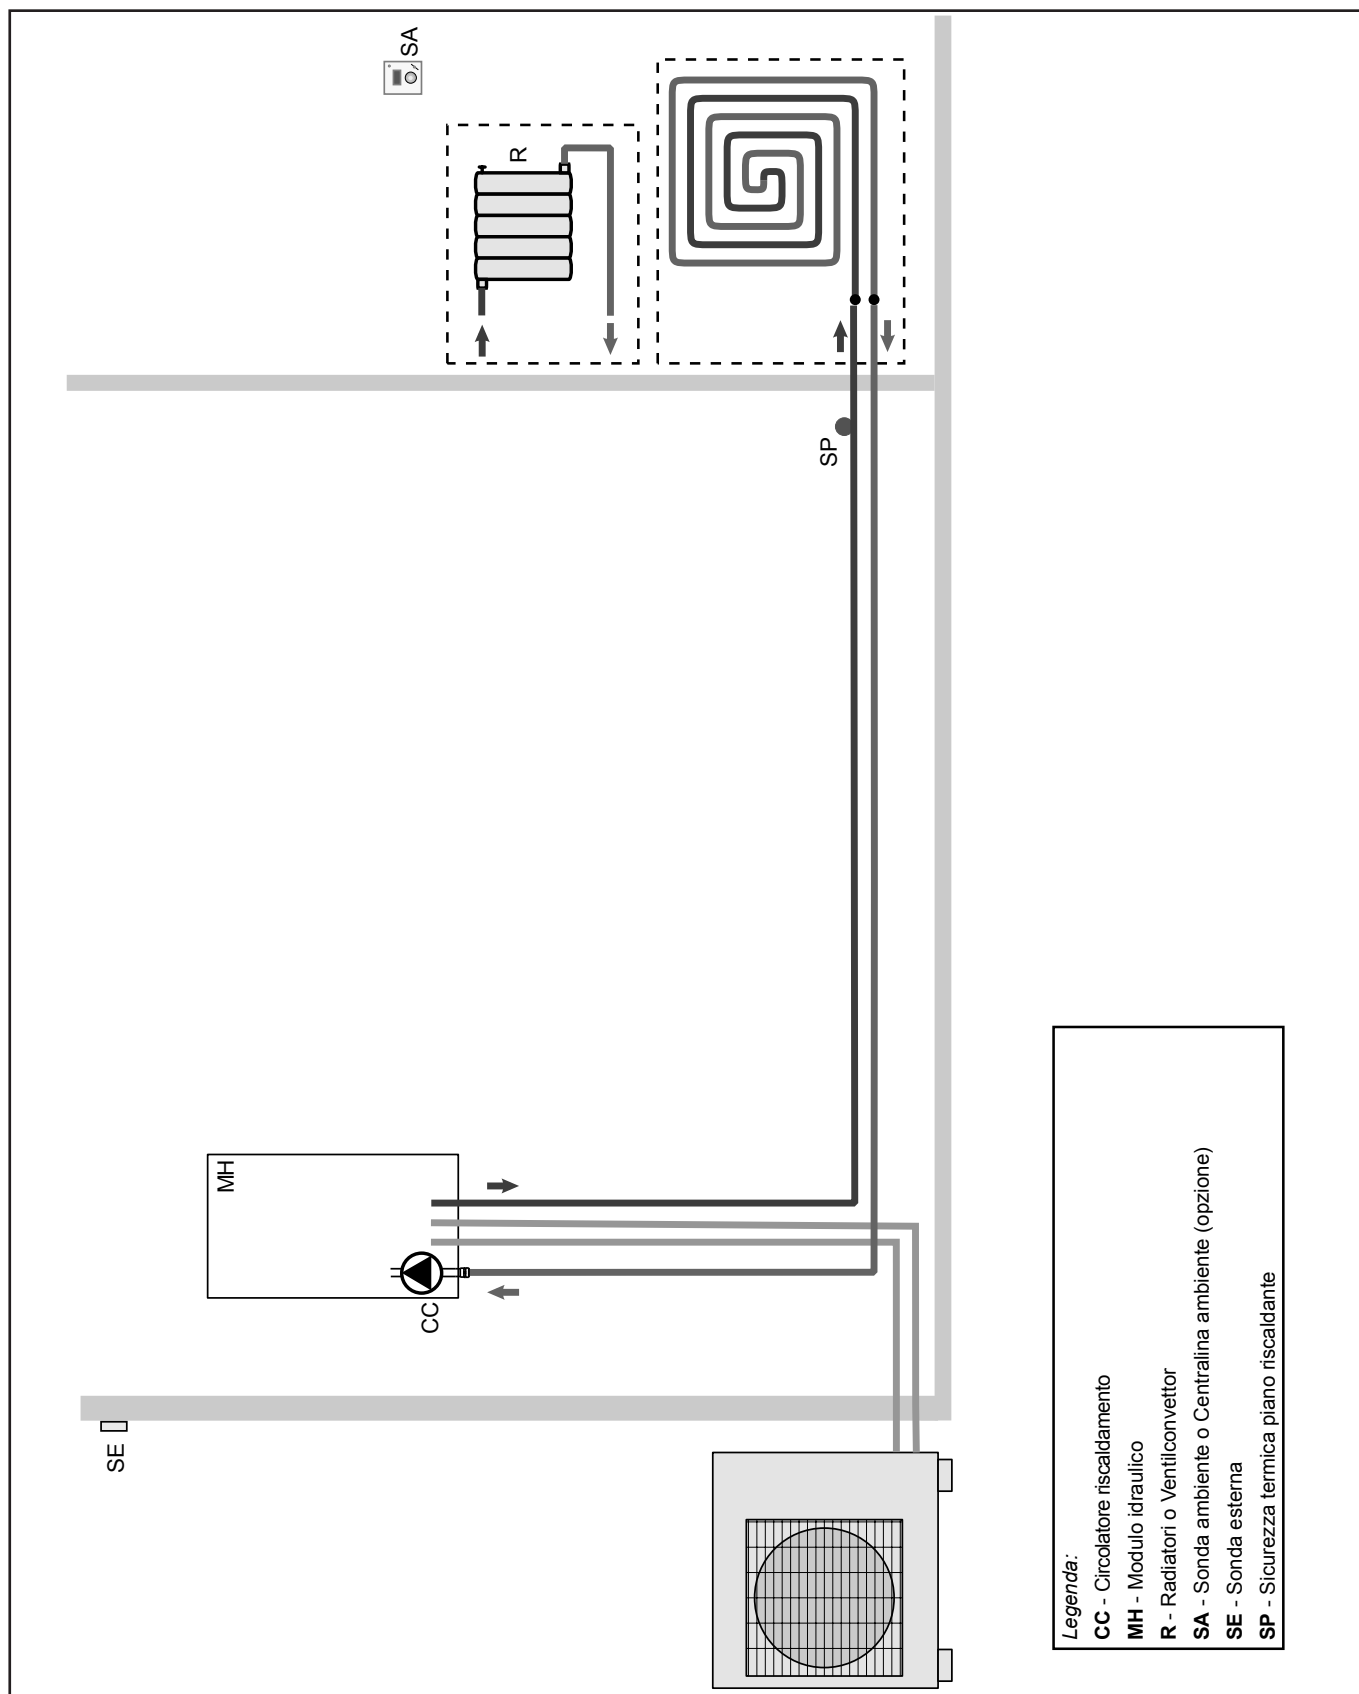 SE
MH
CC
SP
R
SA
Legenda:
CC - Circolatore riscaldamento
MH - Modulo idraulico
R - Radiatori o Ventilconvettor
SA - Sonda ambiente o Centralina ambiente (opzione)
SE - Sonda esterna
SP - Sicurezza termica piano riscaldante